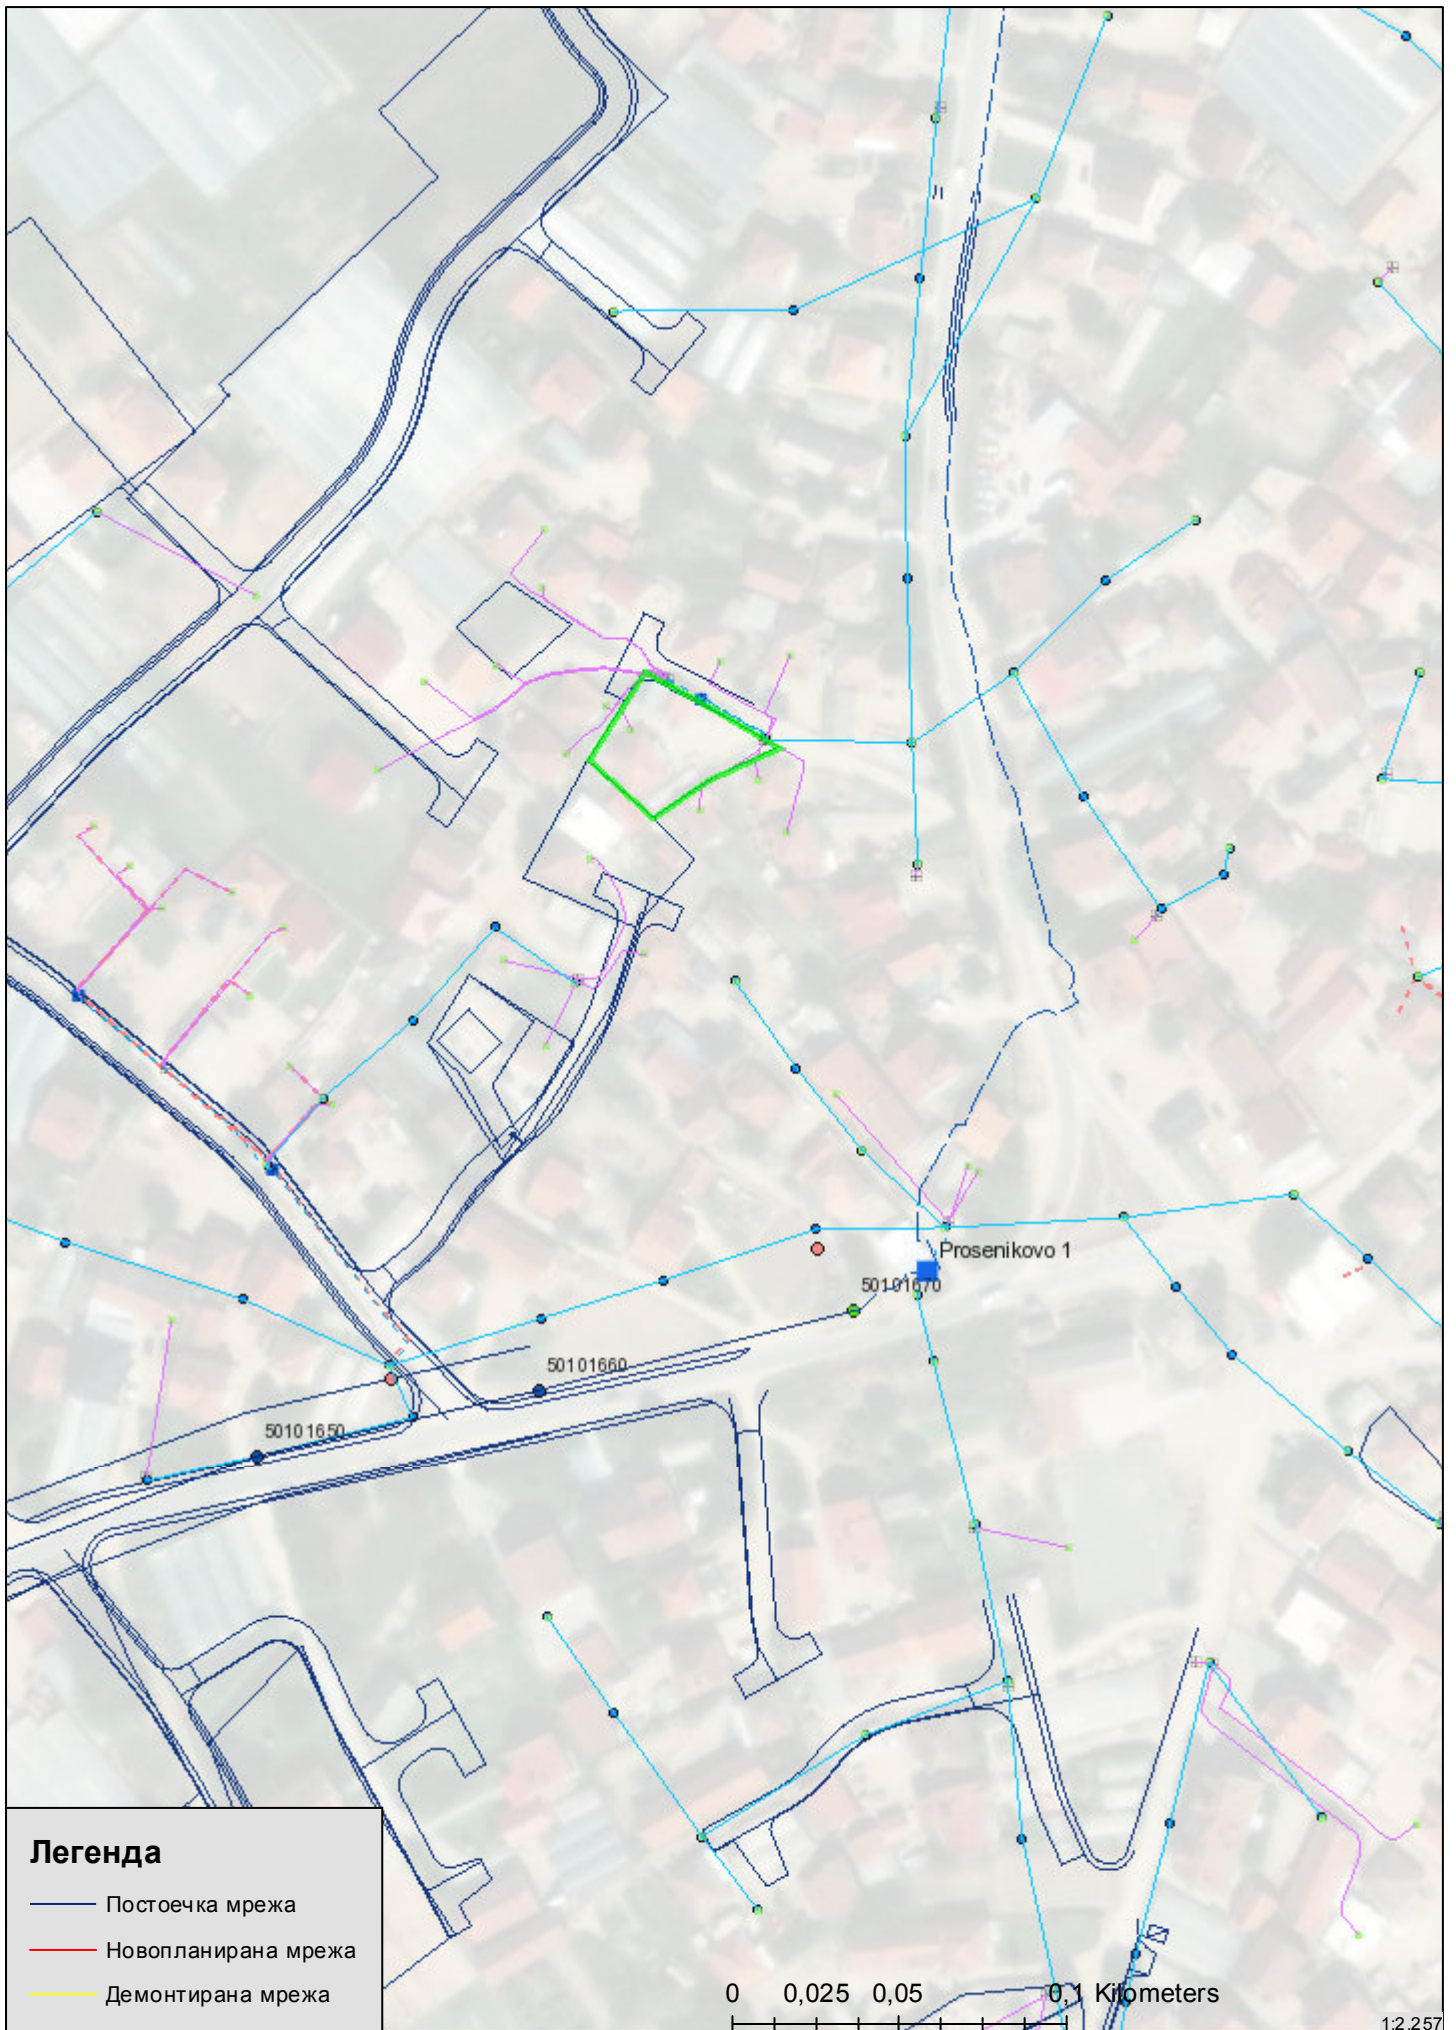 Prosenikovo 1
50101670
50101660
50101650
Легенда
Постоечка мрежа
Новопланирана мрежа
Демонтирана мрежа
0 0,025 0,05 0,1 Kilometers
1:2.257